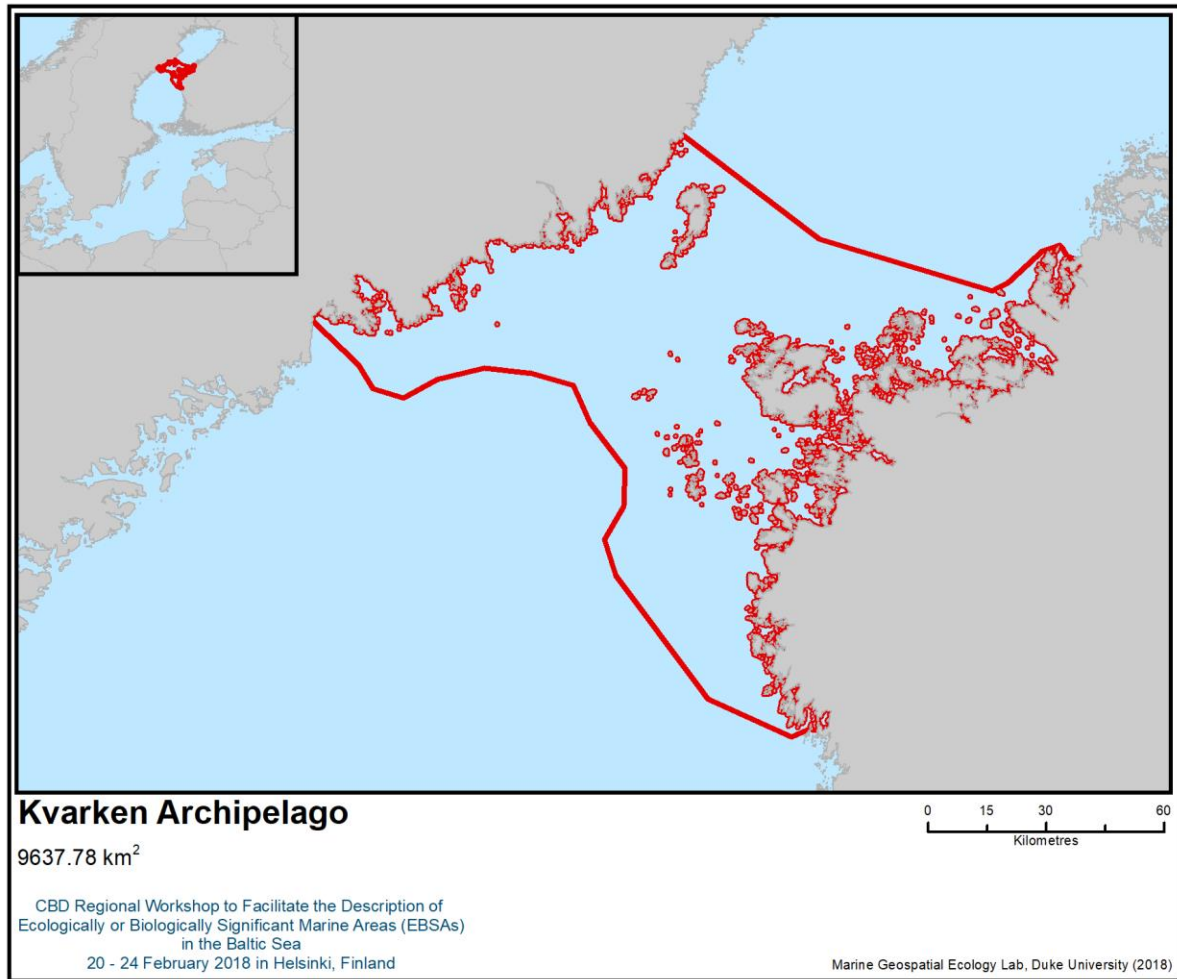 Kvarken Archipelago
9637.78 km²
0 15 30 60
Kilometres
CBD Regional Workshop to Facilitate the Description of
Ecologically or Biologically Significant Marine Areas (EBSAs)
in the Baltic Sea
20 - 24 February 2018 in Helsinki, Finland
Marine Geospatial Ecology Lab, Duke University (2018)